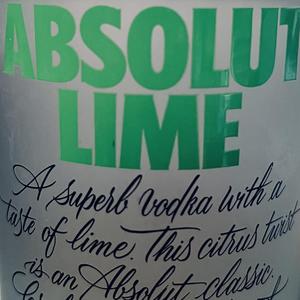 ABSOLUT
LIME
A superb vodka with a
taste of lime. This citrus twist
is an Absolut classic.